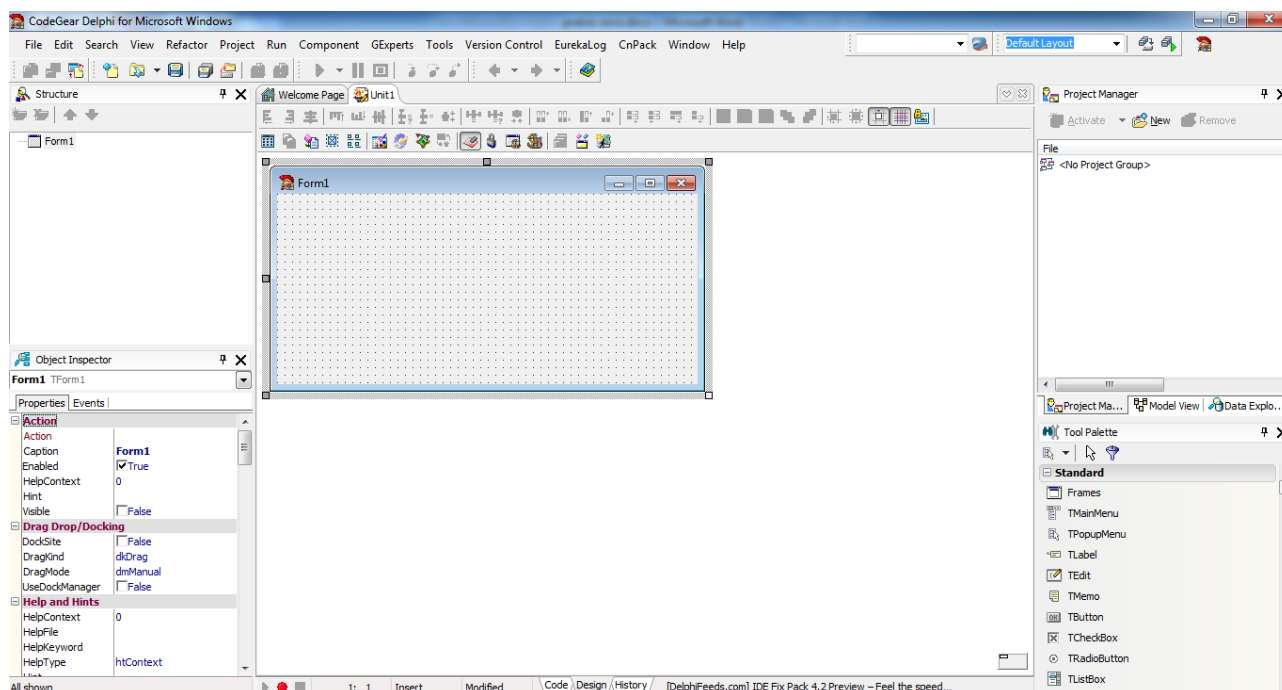 CodeGear Delphi for Microsoft Windows
File Edit Search View Refactor Project Run Component GExperts Tools Version Control EurekaLog CnPack Window Help
Default Layout
Structure
Form1
Welcome Page Unit1
Form1
Project Manager
Activate New Remove
File
<No Project Group>
Project Ma... Model View Data Explo...
Object Inspector
Form1 TForm1
Properties Events
Action
Action
Caption Form1
Enabled True
HelpContext 0
Hint
Visible False
Drag Drop/Docking
DockSite False
DragKind dkDrag
DragMode dmManual
UseDockManager False
Help and Hints
HelpContext 0
HelpFile
HelpKeyword
HelpType htContext
Hint
All shown
Tool Palette
Standard
Frames
TMainMenu
TPopupMenu
TLabel
TEdit
TMemo
TButton
TCheckBox
TRadioButton
TListBox
1: 1 Insert Modified Code Design History [DelphiFeeds.com] IDE Fix Pack 4.2 Preview – Feel the speed...